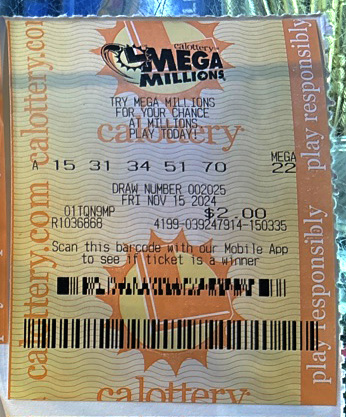 calottery
MEGA
MILLIONS
TRY MEGA MILLIONS
FOR YOUR CHANCE
AT MILLIONS.
PLAY TODAY!
calottery
A 15 31 34 51 70 MEGA 22
DRAW NUMBER 002025
FRI NOV 15 2024
01TQN9MP $2.00
R1036868 4199-039247914-150335
Scan this barcode with our Mobile App
to see if ticket is a winner
calottery
calottery.com calottery.com
play responsibly play responsibly